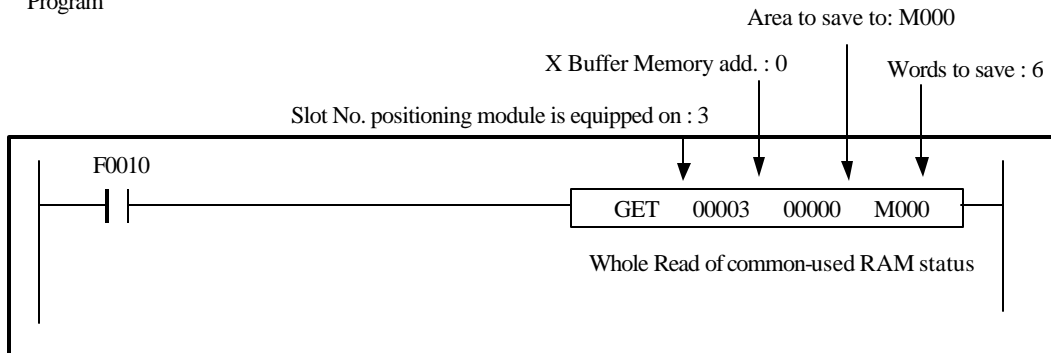 Program
Area to save to: M000
X Buffer Memory add. : 0
Words to save : 6
Slot No. positioning module is equipped on : 3
F0010
GET 00003 00000 M000
Whole Read of common-used RAM status